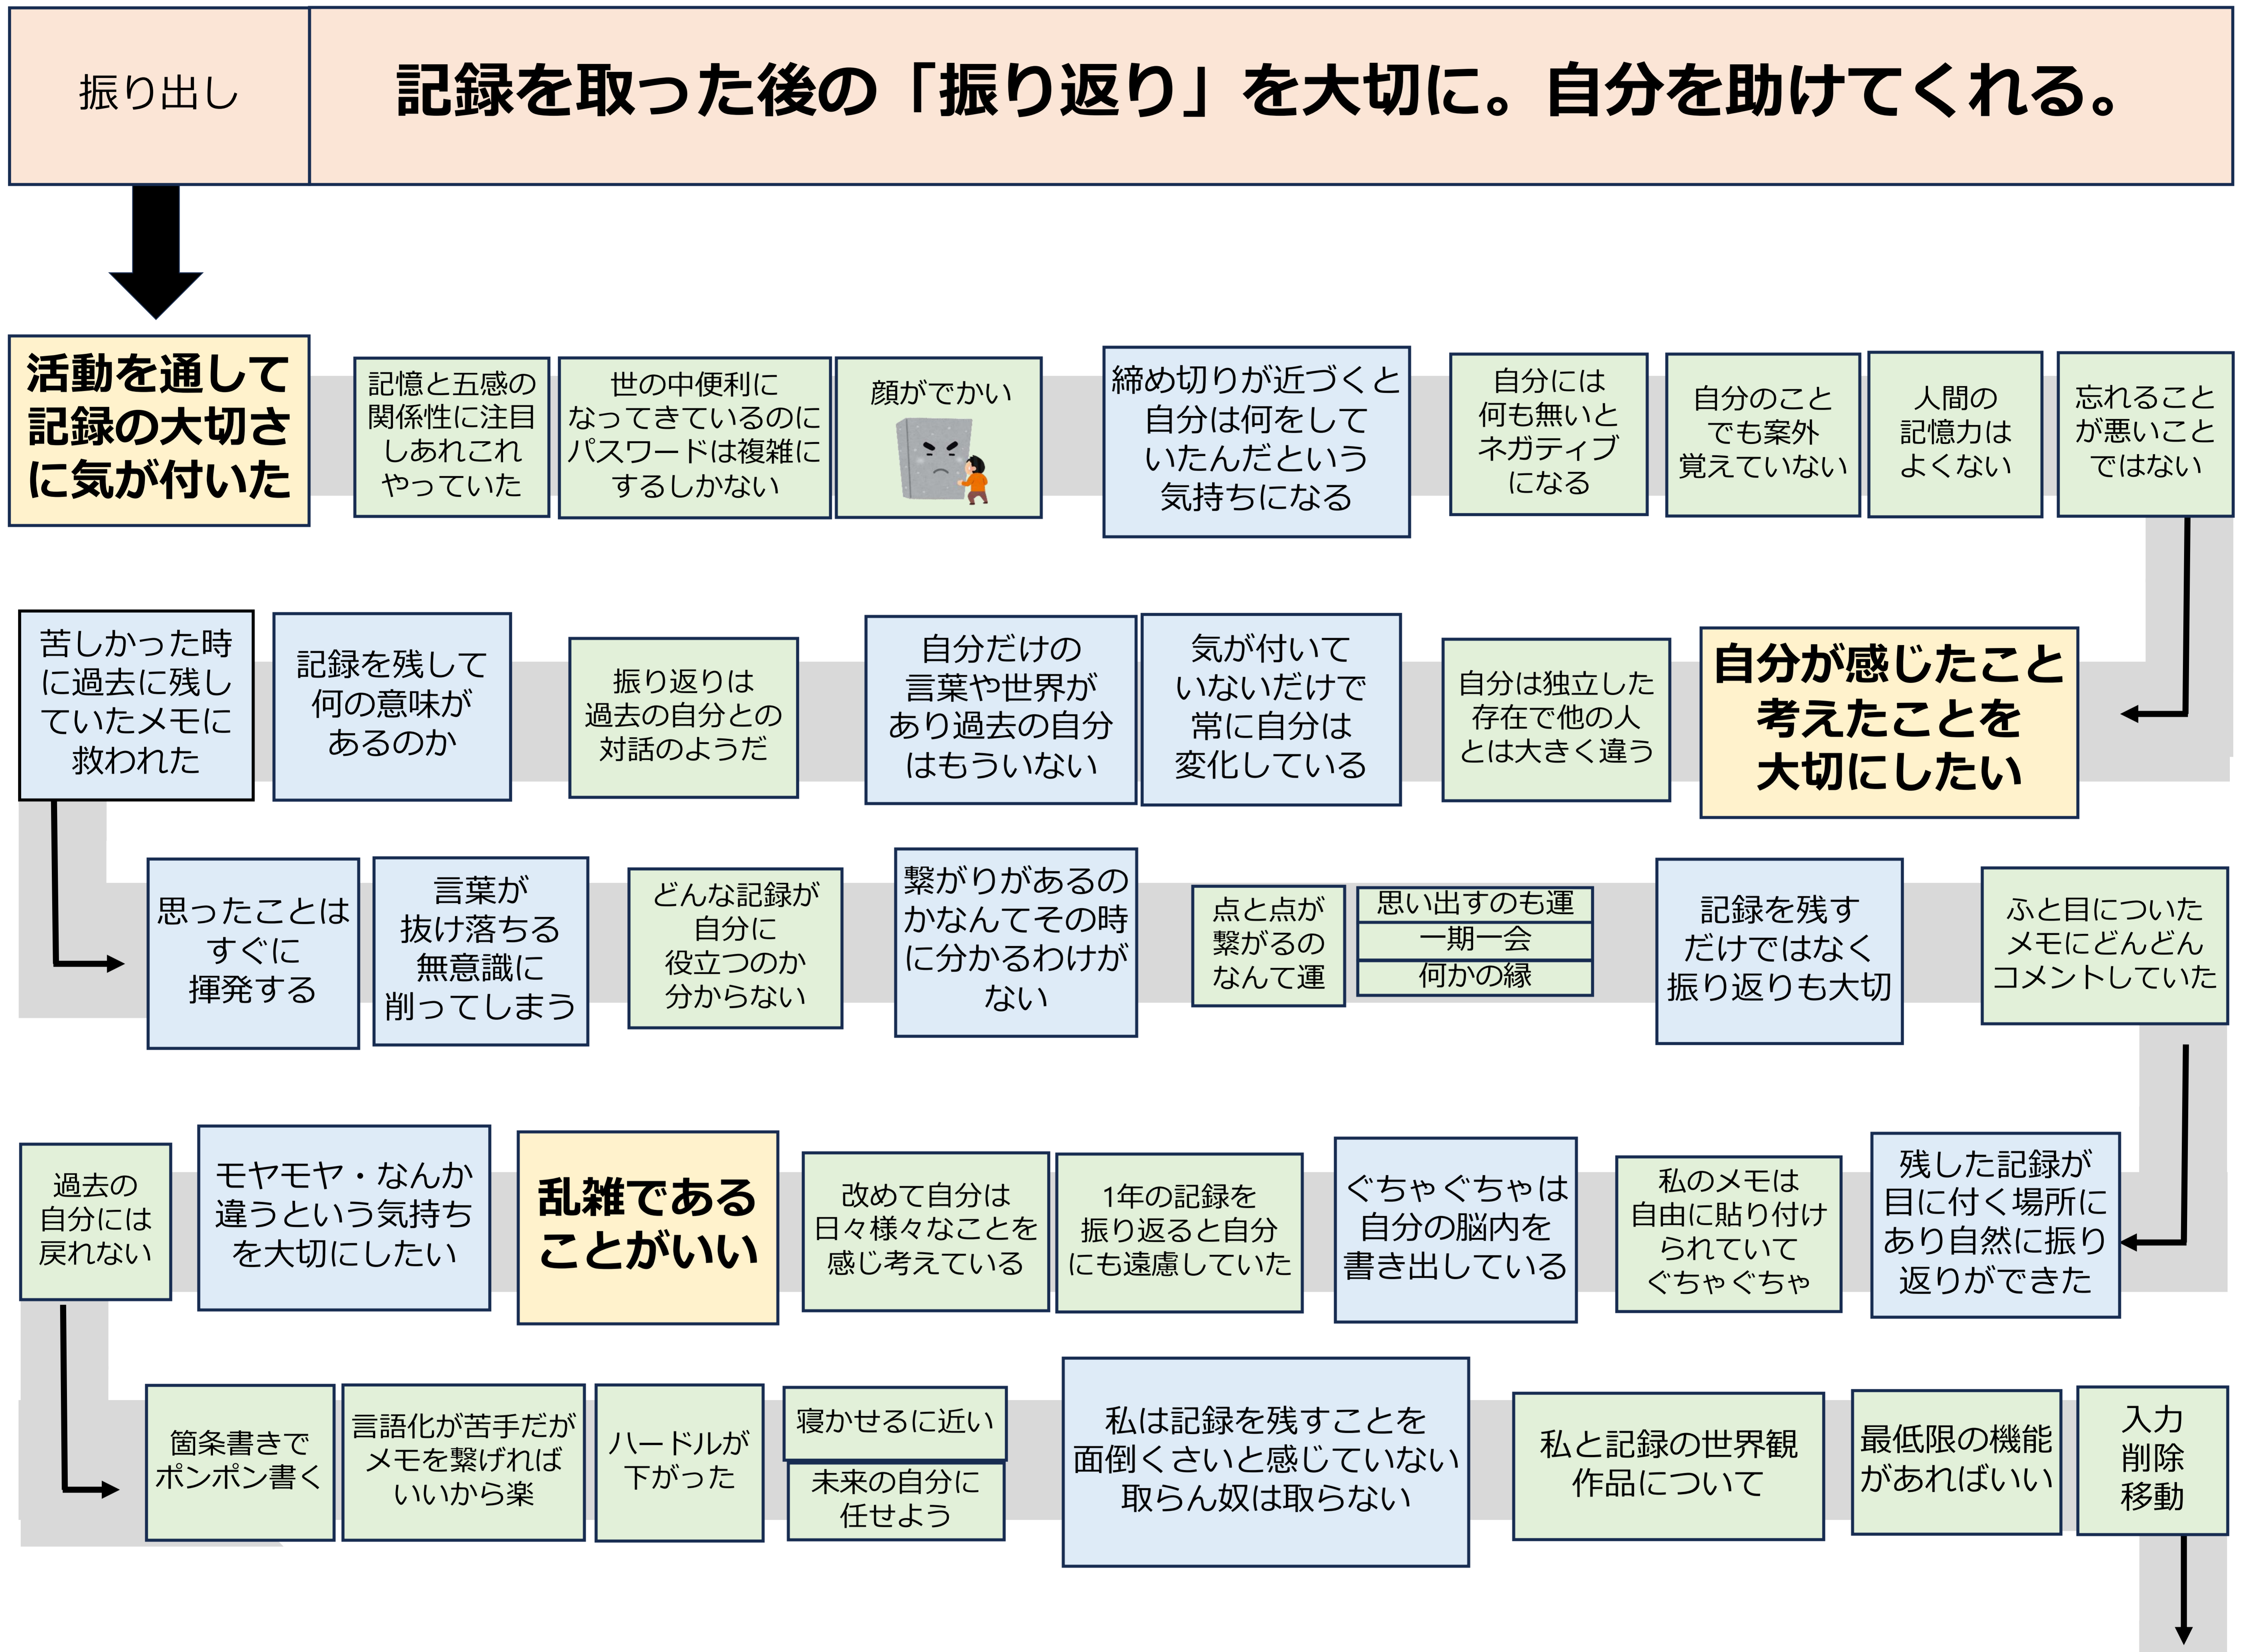 振り出し
記録を取った後の「振り返り」を大切に。自分を助けてくれる。
活動を通して
記録の大切さ
に気が付いた
記憶と五感の
関係性に注目
しあれこれ
やっていた
世の中便利に
なってきているのに
パスワードは複雑に
するしかない
顔がでかい
締め切りが近づくと
自分は何をして
いたんだという
気持ちになる
自分には
何も無いと
ネガティブ
になる
自分のこと
でも案外
覚えていない
人間の
記憶力は
よくない
忘れること
が悪いこと
ではない
自分が感じたこと
考えたことを
大切にしたい
自分は独立した
存在で他の人
とは大きく違う
気が付いて
いないだけで
常に自分は
変化している
自分だけの
言葉や世界が
あり過去の自分
はもういない
振り返りは
過去の自分との
対話のようだ
記録を残して
何の意味が
あるのか
苦しかった時
に過去に残し
ていたメモに
救われた
思ったことは
すぐに
揮発する
言葉が
抜け落ちる
無意識に
削ってしまう
どんな記録が
自分に
役立つのか
分からない
繋がりがあるの
かなんてその時
に分かるわけが
ない
点と点が
繋がるの
なんて運
思い出すのも運
一期一会
何かの縁
記録を残す
だけではなく
振り返りも大切
ふと目についた
メモにどんどん
コメントしていた
残した記録が
目に付く場所に
あり自然に振り
返りができた
私のメモは
自由に貼り付け
られていて
ぐちゃぐちゃ
ぐちゃぐちゃは
自分の脳内を
書き出している
1年の記録を
振り返ると自分
にも遠慮していた
改めて自分は
日々様々なことを
感じ考えている
乱雑である
ことがいい
モヤモヤ・なんか
違うという気持ち
を大切にしたい
過去の
自分には
戻れない
箇条書きで
ポンポン書く
言語化が苦手だが
メモを繋げれば
いいから楽
ハードルが
下がった
寝かせるに近い
未来の自分に
任せよう
私は記録を残すことを
面倒くさいと感じていない
取らん奴は取らない
私と記録の世界観
作品について
最低限の機能
があればいい
入力
削除
移動